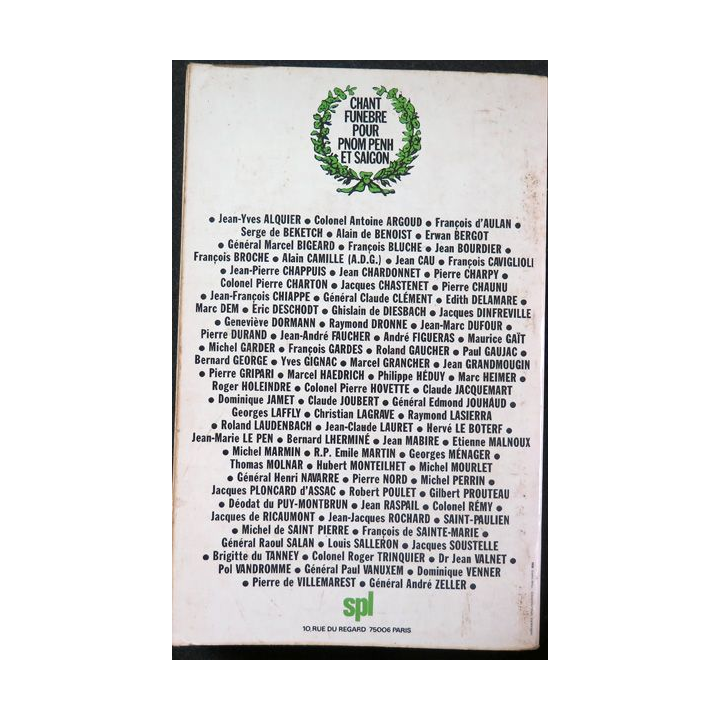 CHANT
FUNEBRE
POUR
PNOM PENH
ET SAIGON
• Jean-Yves ALQUIER • Colonel Antoine ARGOUD • François d'AULAN •
Serge de BEKETCH • Alain de BENOIST • Erwan BERGOT
• Général Marcel BIGEARD • François BLUCHE • Jean BOURDIER •
François BROCHE • Alain CAMILLE (A.D.G.) • Jean CAU • François CAVIGLIOLI
• Jean-Pierre CHAPPUIS • Jean CHARDONNET • Pierre CHARPY •
Colonel Pierre CHARTON • Jacques CHASTENET • Pierre CHAUNU
• Jean-François CHIAPPE • Général Claude CLÉMENT • Edith DELAMARE •
Marc DEM • Eric DESCHODT • Ghislain de DIESBACH • Jacques DINFREVILLE
• Geneviève DORMANN • Raymond DRONNE • Jean-Marc DUFOUR •
Pierre DURAND • Jean-André FAUCHER • André FIGUERAS • Maurice GAÏT
• Michel GARDER • François GARDES • Roland GAUCHER • Paul GAUJAC •
Bernard GEORGE • Yves GIGNAC • Marcel GRANCHER • Jean GRANDMOUGIN
• Pierre GRIPARI • Marcel HAEDRICH • Philippe HÉDUY • Marc HEIMER •
Roger HOLEINDRE • Colonel Pierre HOVETTE • Claude JACQUEMART
• Dominique JAMET • Claude JOUBERT • Général Edmond JOUHAUD •
Georges LAFFLY • Christian LAGRAVE • Raymond LASIERRA
• Roland LAUDENBACH • Jean-Claude LAURET • Hervé LE BOTERF •
Jean-Marie LE PEN • Bernard LHERMINÉ • Jean MABIRE • Etienne MALNOUX
• Michel MARMIN • R.P. Emile MARTIN • Georges MÉNAGER •
Thomas MOLNAR • Hubert MONTEILHET • Michel MOURLET
• Général Henri NAVARRE • Pierre NORD • Michel PERRIN •
Jacques PLONCARD d'ASSAC • Robert POULET • Gilbert PROUTEAU
• Déodat du PUY-MONTBRUN • Jean RASPAIL • Colonel RÉMY •
Jacques de RICAUMONT • Jean-Jacques ROCHARD • SAINT-PAULIEN
• Michel de SAINT PIERRE • François de SAINTE-MARIE •
Général Raoul SALAN • Louis SALLERON • Jacques SOUSTELLE
• Brigitte du TANNEY • Colonel Roger TRINQUIER • Dr Jean VALNET •
Pol VANDROMME • Général Paul VANUXEM • Dominique VENNER
• Pierre de VILLEMAREST • Général André ZELLER •
spl
10, RUE DU REGARD 75006 PARIS